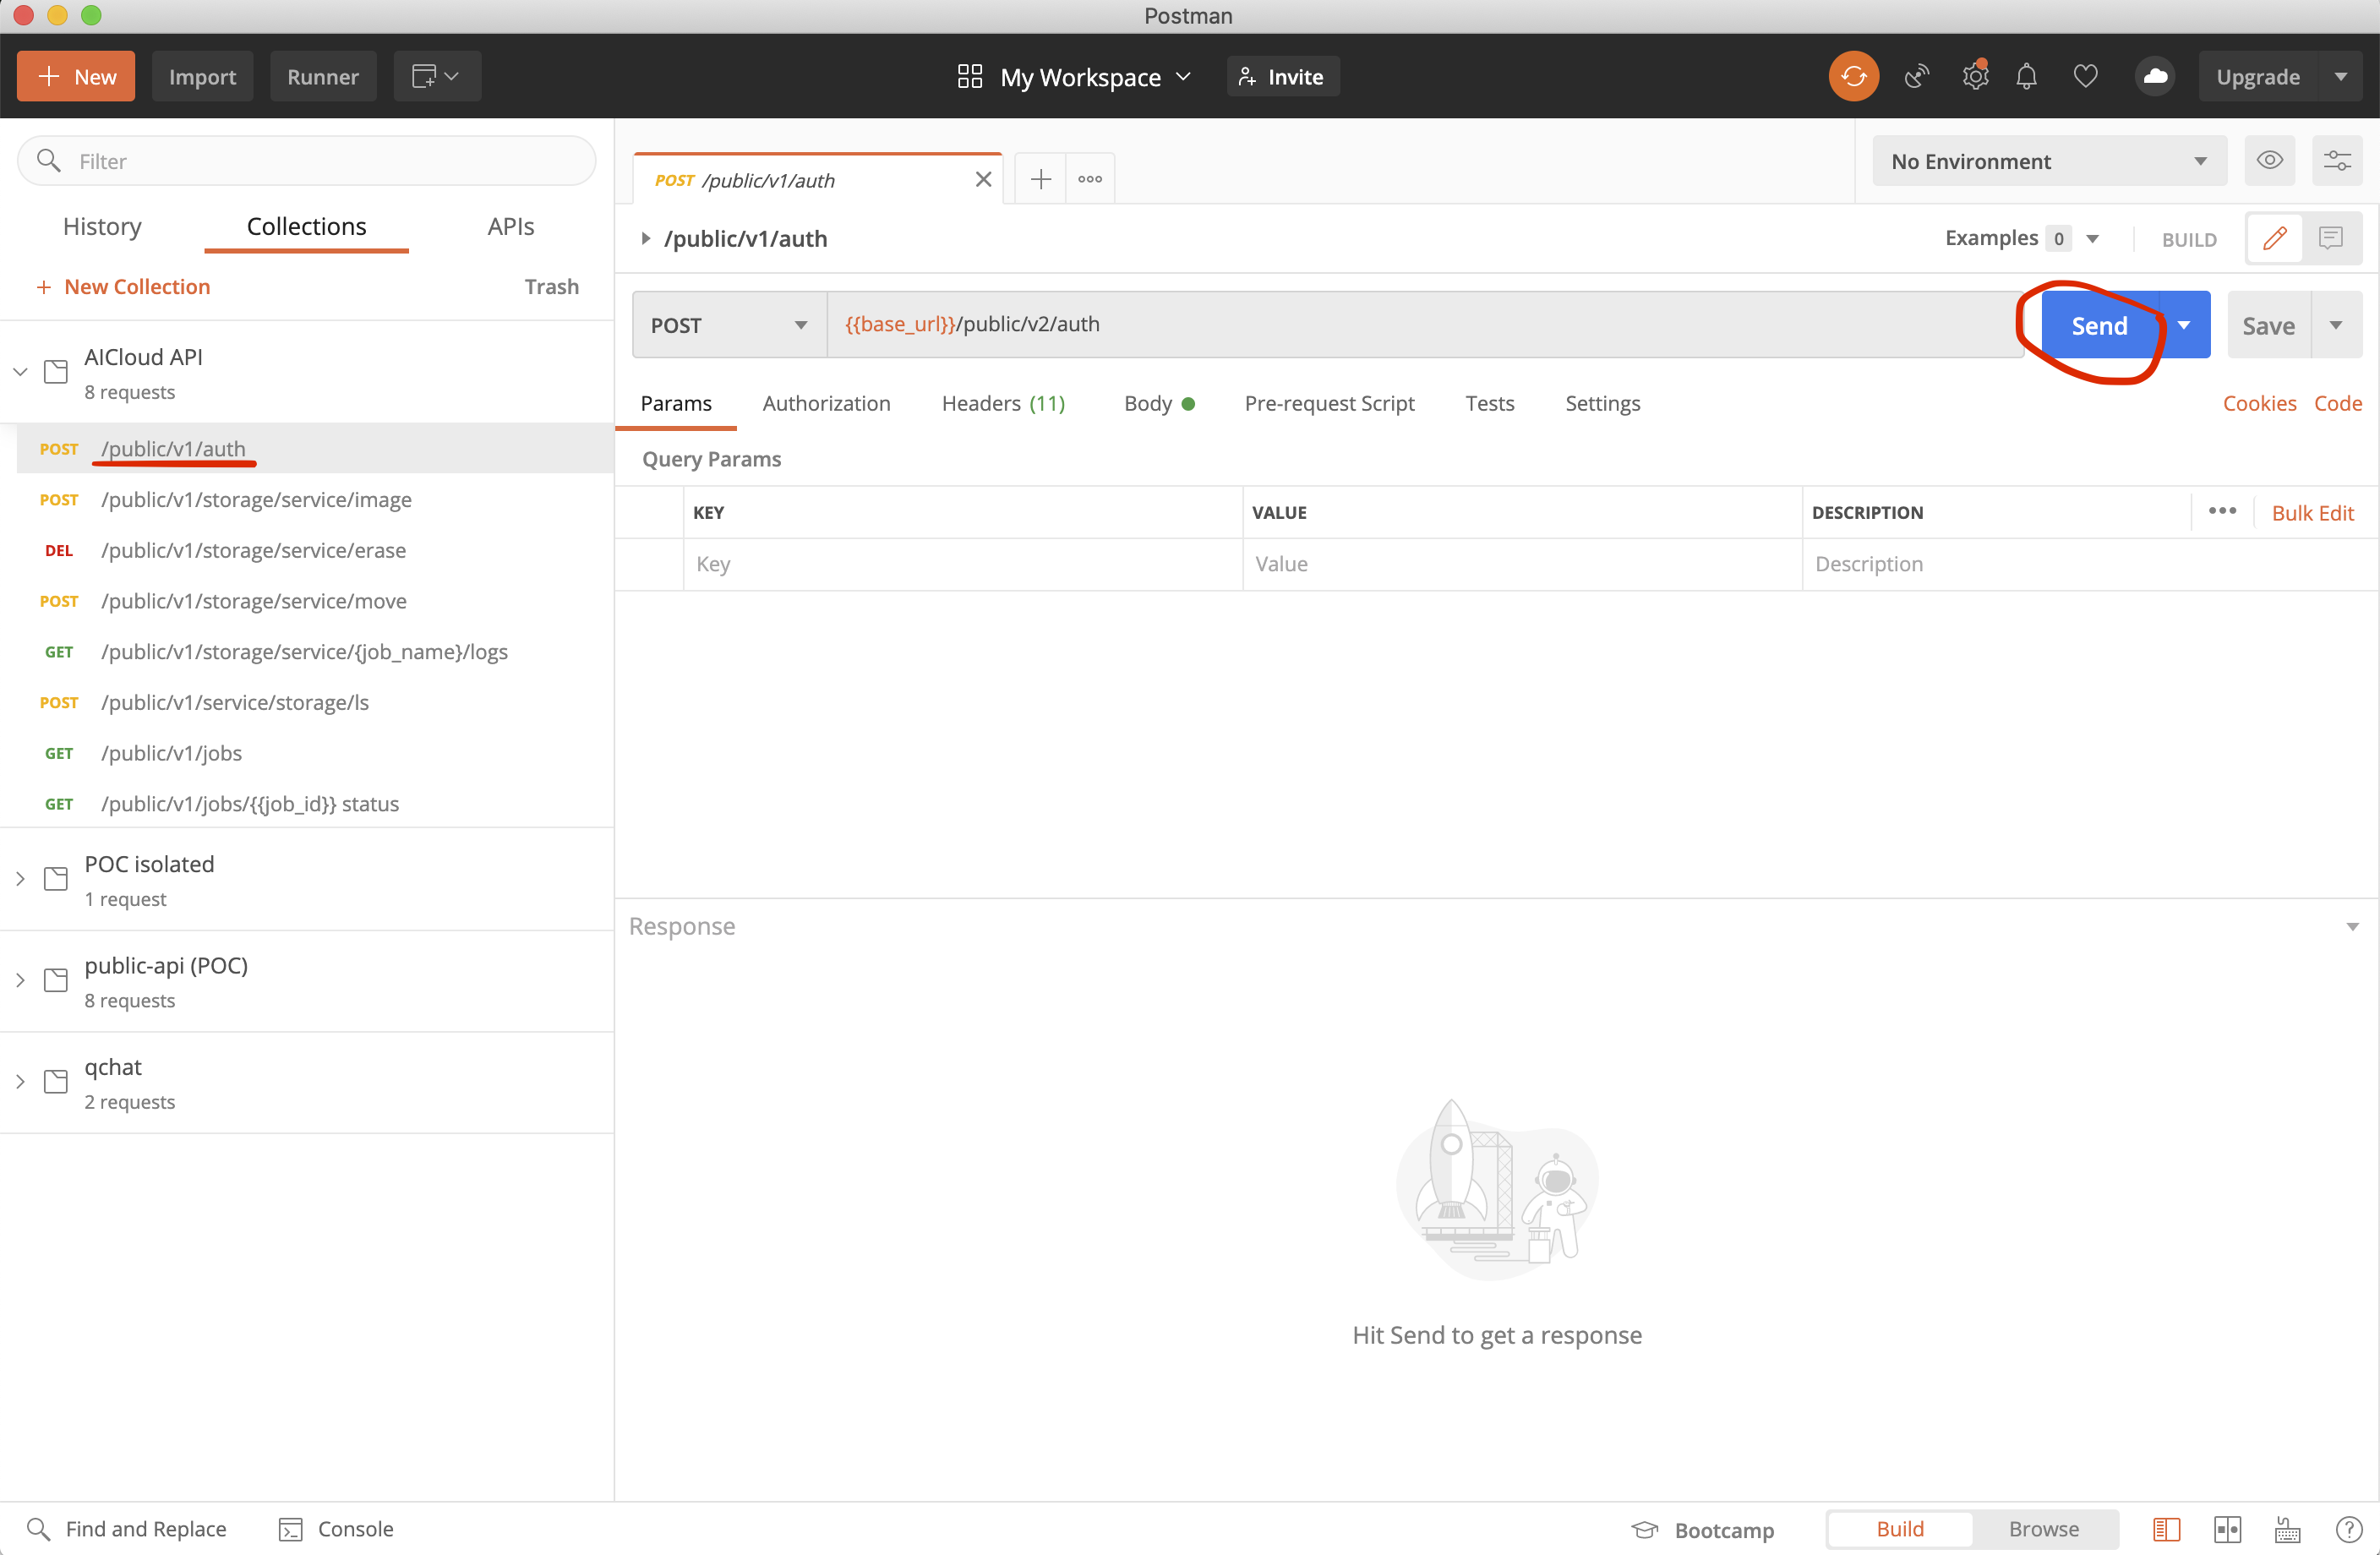 Postman
New Import Runner My Workspace Invite Upgrade
Filter
History Collections APIs
New Collection Trash
AICloud API
8 requests
POST /public/v1/auth
POST /public/v1/storage/service/image
DEL /public/v1/storage/service/erase
POST /public/v1/storage/service/move
GET /public/v1/storage/service/{job_name}/logs
POST /public/v1/service/storage/ls
GET /public/v1/jobs
GET /public/v1/jobs/{{job_id}} status
POC isolated
1 request
public-api (POC)
8 requests
qchat
2 requests
POST /public/v1/auth
No Environment
/public/v1/auth
Examples 0 BUILD
POST {{base_url}}/public/v2/auth Send Save
Params Authorization Headers (11) Body Pre-request Script Tests Settings Cookies Code
Query Params
KEY VALUE DESCRIPTION Bulk Edit
Key Value Description
Response
Hit Send to get a response
Find and Replace Console Bootcamp Build Browse